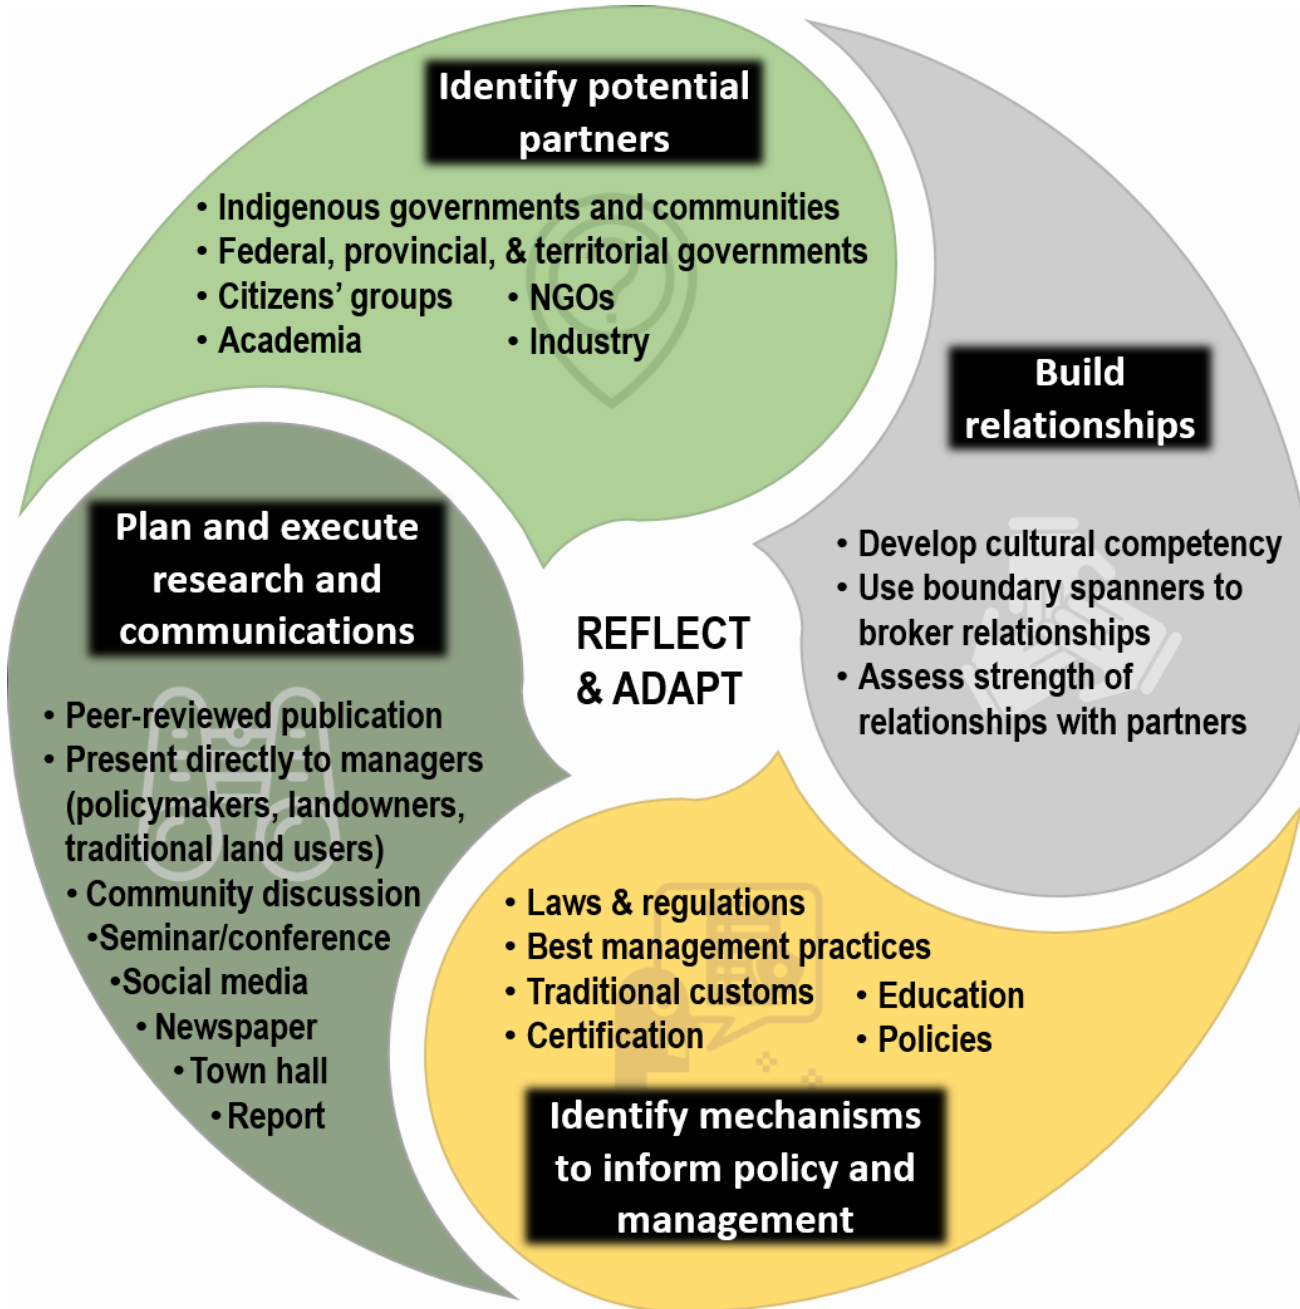 Identify potential
partners
• Indigenous governments and communities
• Federal, provincial, & territorial governments
• Citizens’ groups
• NGOs
• Academia
• Industry
Build
relationships
• Develop cultural competency
• Use boundary spanners to
broker relationships
• Assess strength of
relationships with partners
REFLECT
& ADAPT
• Laws & regulations
• Best management practices
• Traditional customs
• Education
• Certification
• Policies
Identify mechanisms
to inform policy and
management
Plan and execute
research and
communications
• Peer-reviewed publication
• Present directly to managers
(policymakers, landowners,
traditional land users)
• Community discussion
•Seminar/conference
•Social media
• Newspaper
• Town hall
• Report